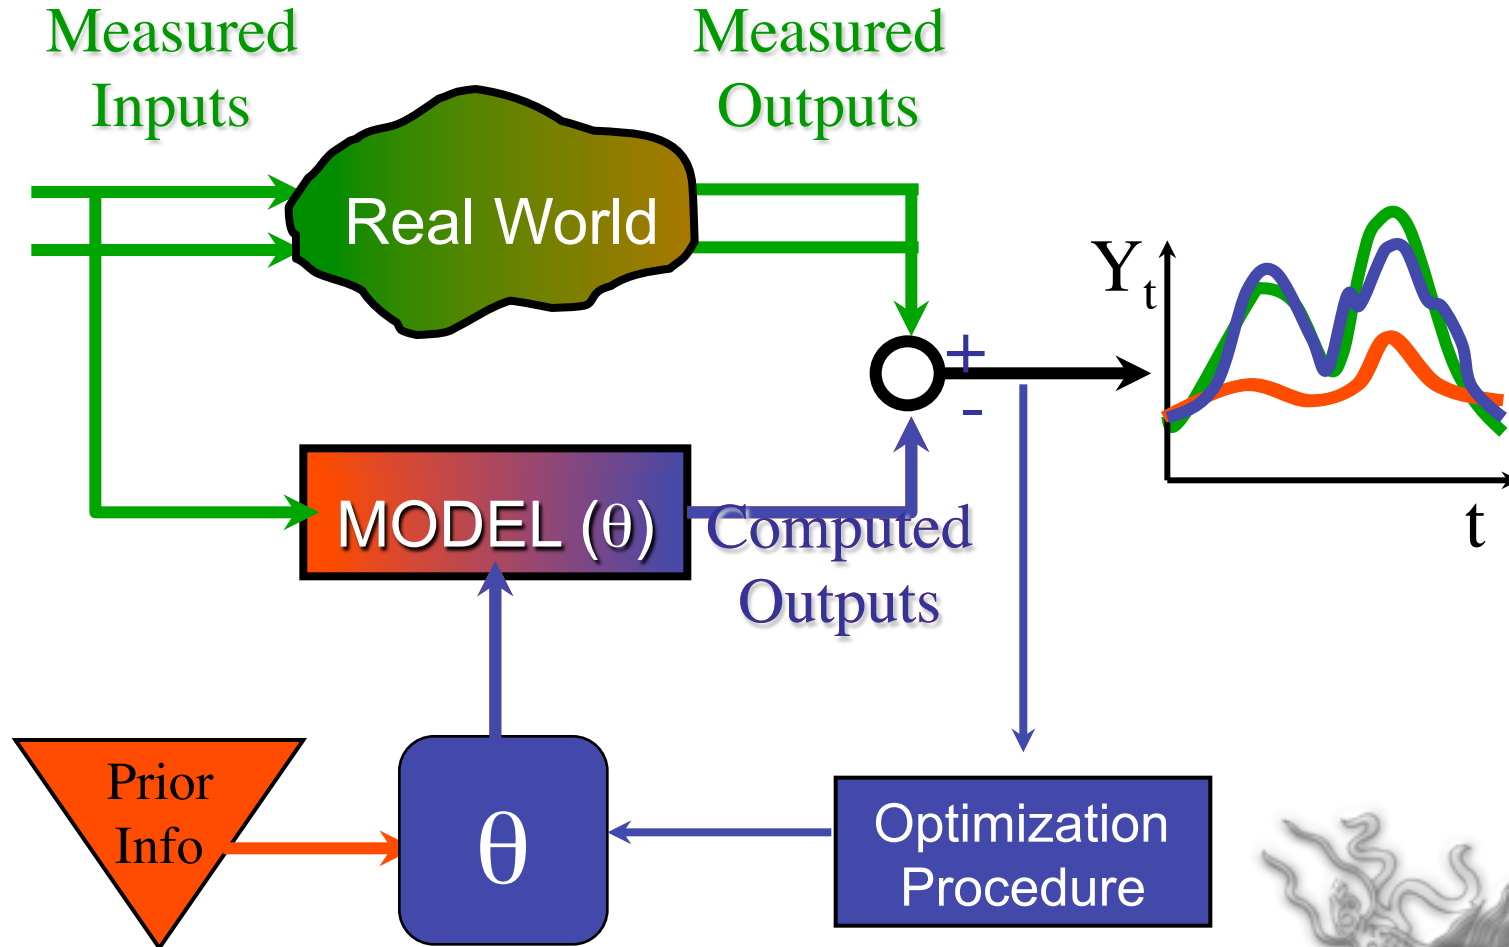 Measured
Inputs
Measured
Outputs
Real World
Y t
+
-
MODEL (θ)
Computed
Outputs
t
Prior
Info
θ
Optimization
Procedure